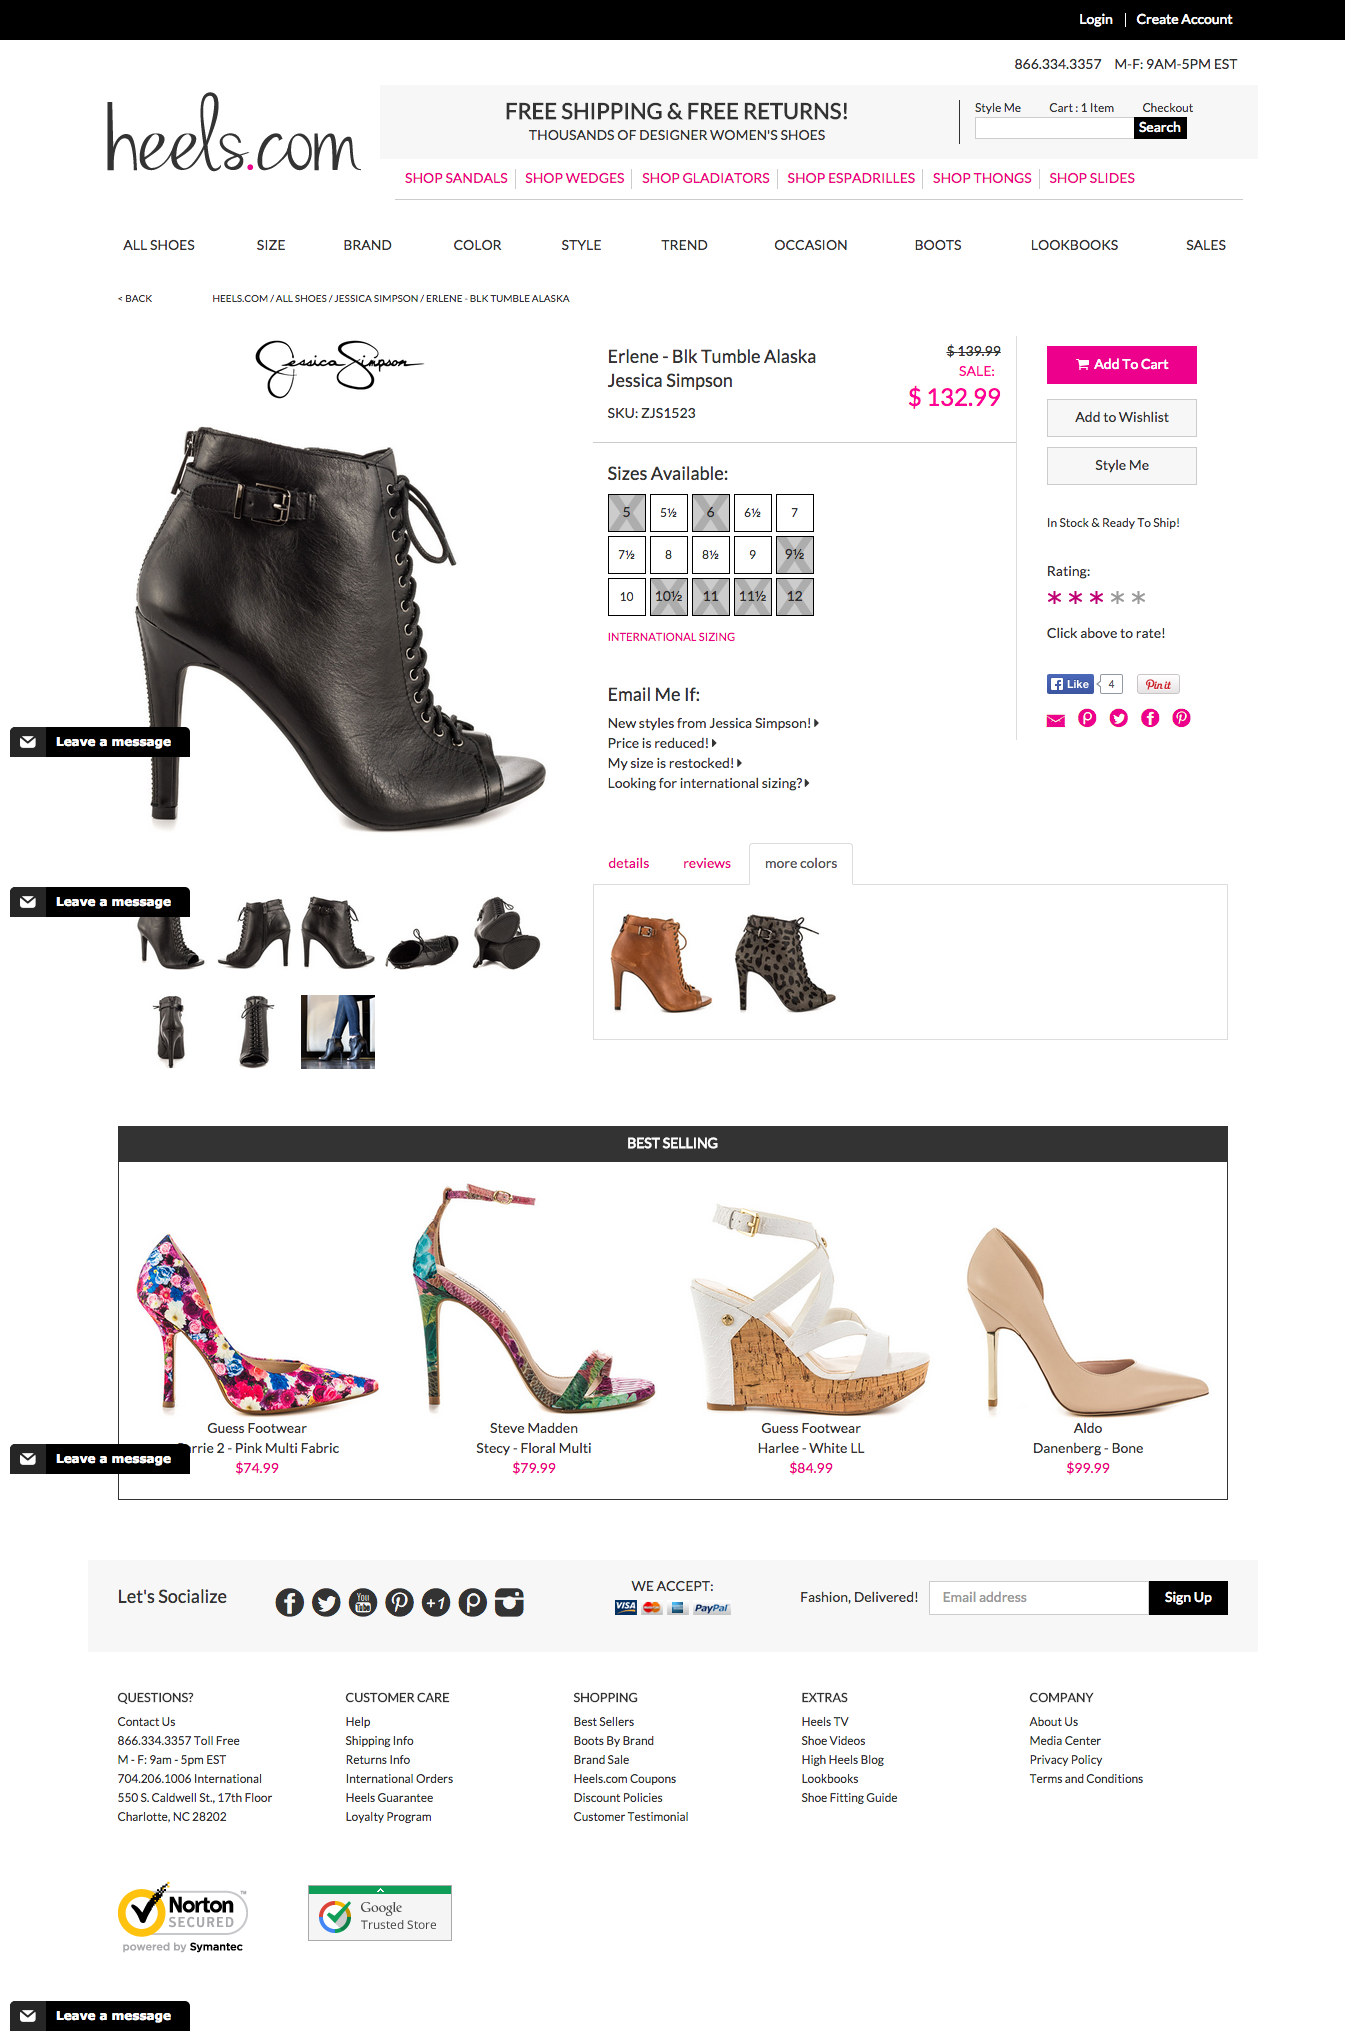 Login
Create Account
866.334.3357 M-F: 9AM-5PM EST
heels.com
FREE SHIPPING & FREE RETURNS!
THOUSANDS OF DESIGNER WOMEN'S SHOES
Style Me Cart : 1 Item Checkout
Search
SHOP SANDALS SHOP WEDGES SHOP GLADIATORS SHOP ESPADRILLES SHOP THONGS SHOP SLIDES
ALL SHOES SIZE BRAND COLOR STYLE TREND OCCASION BOOTS LOOKBOOKS SALES
< BACK HEELS.COM / ALL SHOES / JESSICA SIMPSON / ERLENE - BLK TUMBLE ALASKA
Jessica Simpson
Erlene - Blk Tumble Alaska
Jessica Simpson
SKU: ZJS1523
$ 139.99
SALE:
$ 132.99
Sizes Available:
5 5½ 6 6½ 7
7½ 8 8½ 9 9½
10 10½ 11 11½ 12
INTERNATIONAL SIZING
Email Me If:
New styles from Jessica Simpson!
Price is reduced!
My size is restocked!
Looking for international sizing?
Add To Cart
Add to Wishlist
Style Me
In Stock & Ready To Ship!
Rating:
Click above to rate!
Like 4 Pin it
Leave a message
details reviews more colors
Leave a message
BEST SELLING
Guess Footwear
rrie 2 - Pink Multi Fabric
$74.99
Steve Madden
Stecy - Floral Multi
$79.99
Guess Footwear
Harlee - White LL
$84.99
Aldo
Danenberg - Bone
$99.99
Leave a message
Let's Socialize
You Tube
+1
WE ACCEPT:
VISA PayPal
Fashion, Delivered! Email address Sign Up
QUESTIONS?
Contact Us
866.334.3357 Toll Free
M - F: 9am - 5pm EST
704.206.1006 International
550 S. Caldwell St., 17th Floor
Charlotte, NC 28202
CUSTOMER CARE
Help
Shipping Info
Returns Info
International Orders
Heels Guarantee
Loyalty Program
SHOPPING
Best Sellers
Boots By Brand
Brand Sale
Heels.com Coupons
Discount Policies
Customer Testimonial
EXTRAS
Heels TV
Shoe Videos
High Heels Blog
Lookbooks
Shoe Fitting Guide
COMPANY
About Us
Media Center
Privacy Policy
Terms and Conditions
Norton
SECURED
powered by Symantec
Google
Trusted Store
Leave a message